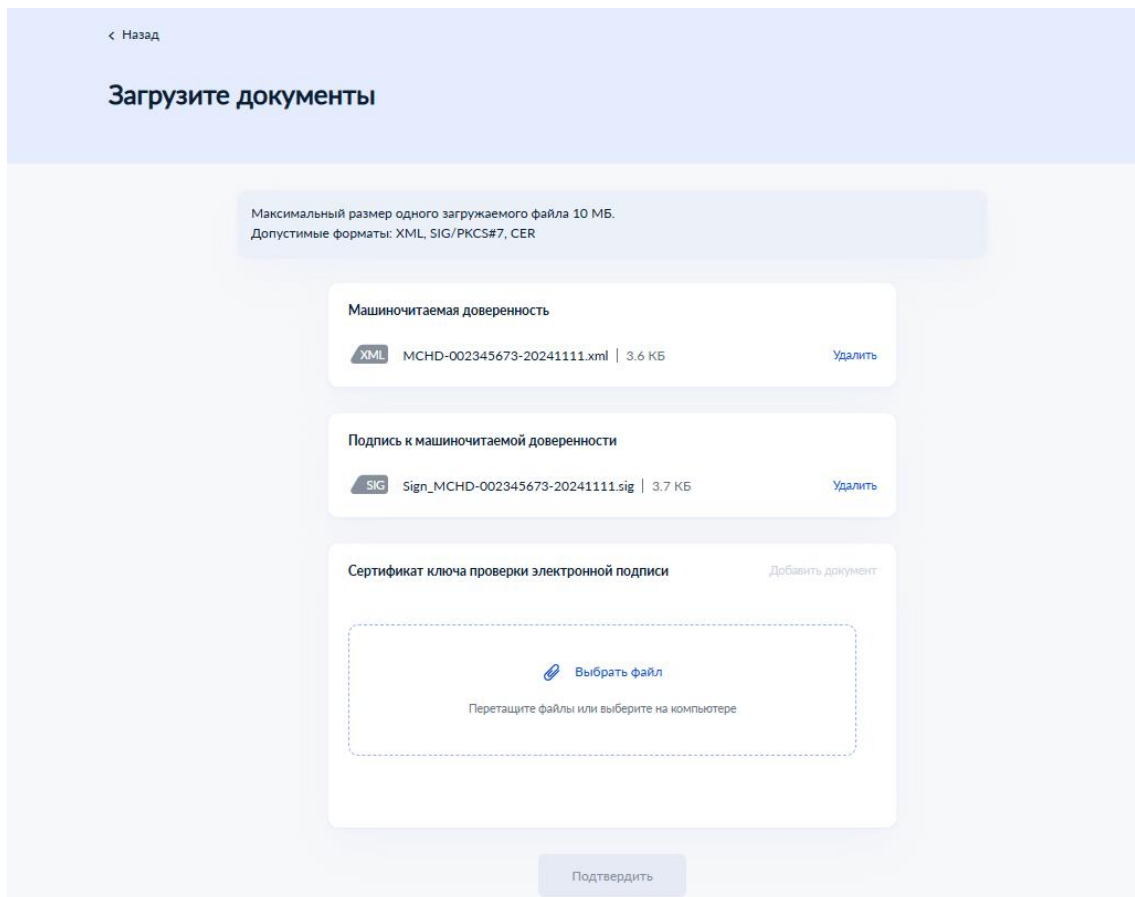 Назад
Загрузите документы
Максимальный размер одного загружаемого файла 10 МБ.
Допустимые форматы: XML, SIG/PKCS#7, CER
Машиночитаемая доверенность
XML MCHD-002345673-20241111.xml | 3.6 КБ Удалить
Подпись к машиночитаемой доверенности
SIG Sign_MCHD-002345673-20241111.sig | 3.7 КБ Удалить
Сертификат ключа проверки электронной подписи Добавить документ
Выбрать файл
Перетащите файлы или выберите на компьютере
Подтвердить